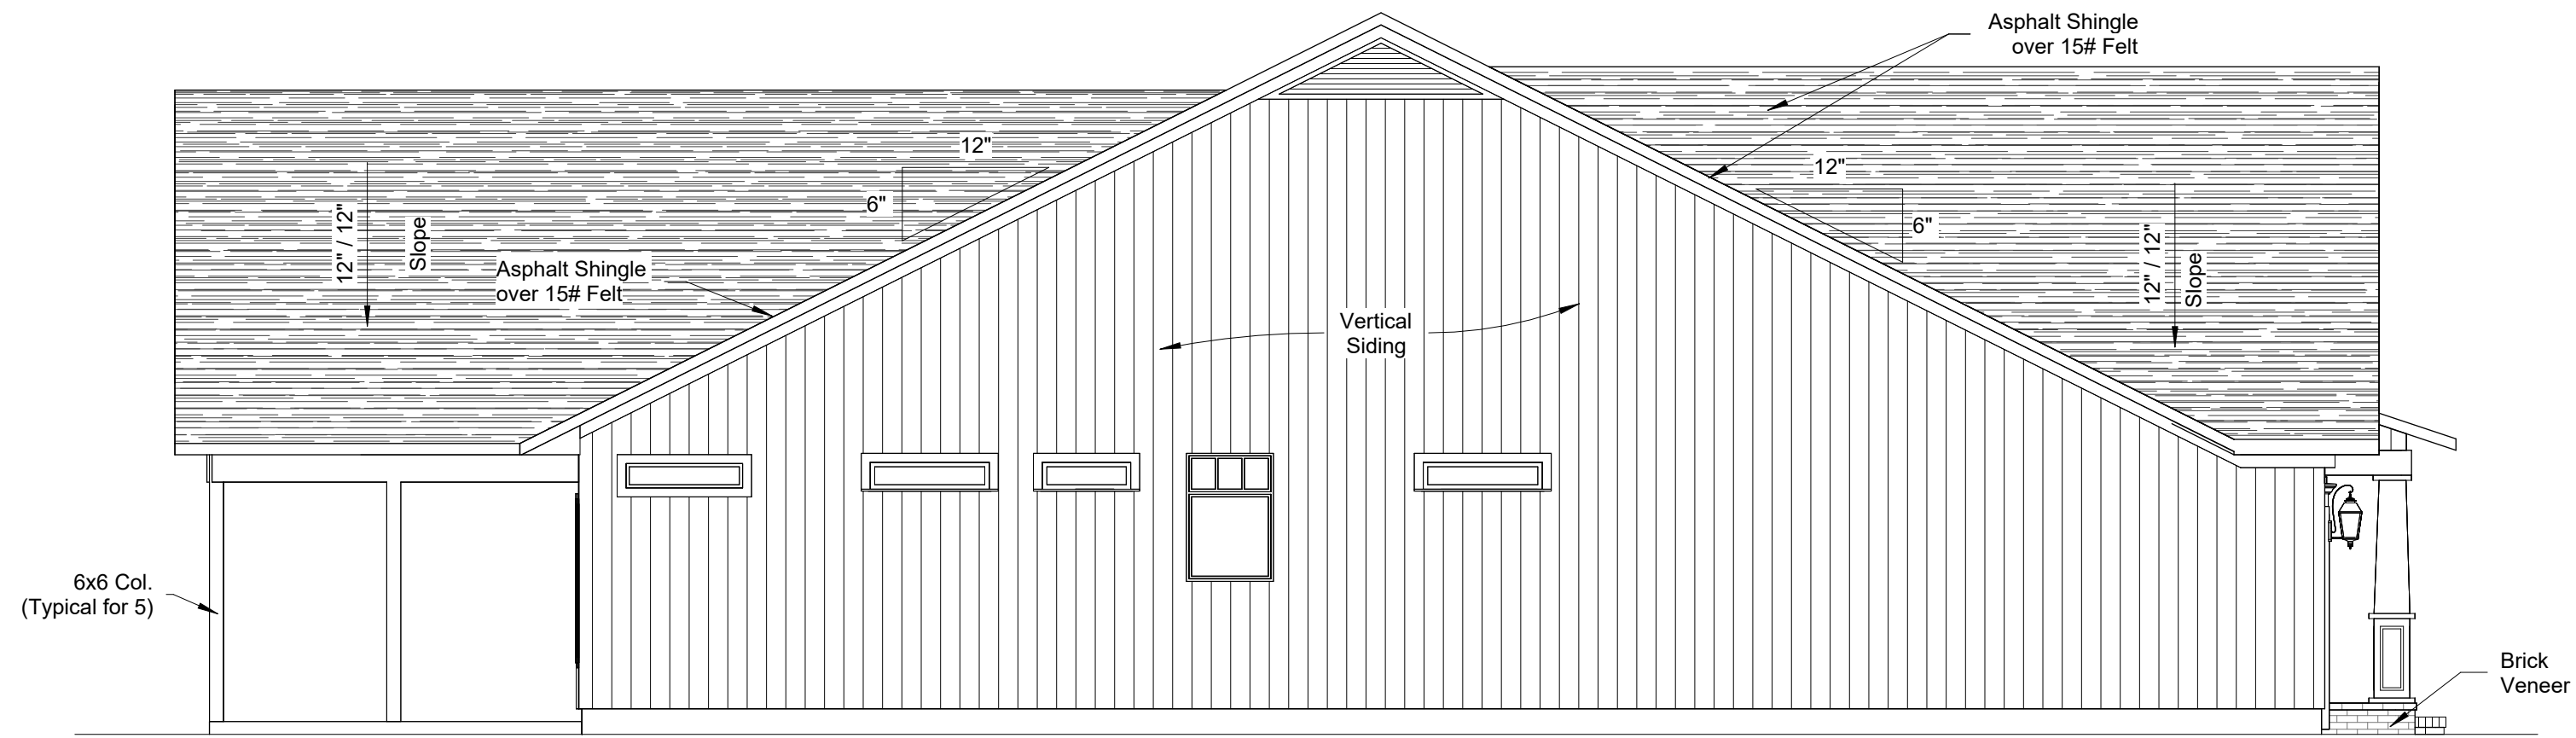 Asphalt Shingle
over 15# Felt
12"
6"
12"
6"
12" / 12"
Slope
12" / 12"
Slope
Asphalt Shingle
over 15# Felt
Vertical
Siding
6x6 Col.
(Typical for 5)
Brick
Veneer